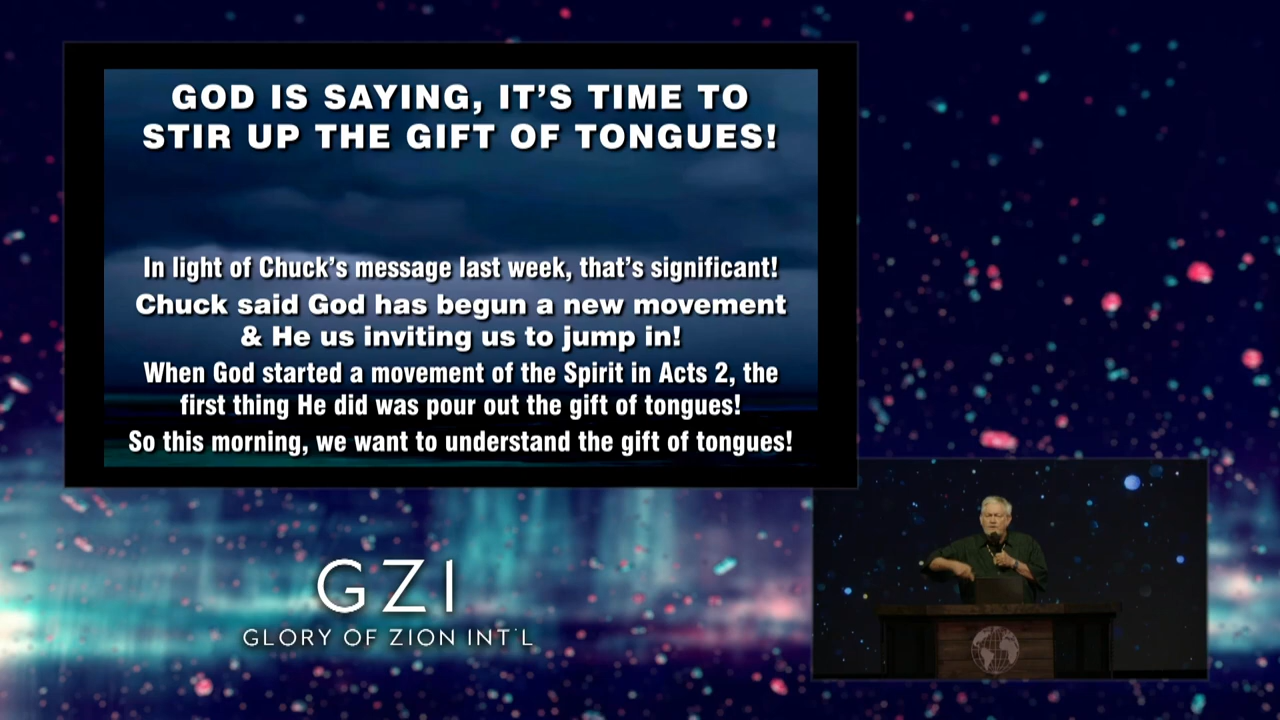 GOD IS SAYING, IT'S TIME TO
STIR UP THE GIFT OF TONGUES!
In light of Chuck's message last week, that's significant!
Chuck said God has begun a new movement
& He us inviting us to jump in!
When God started a movement of the Spirit in Acts 2, the
first thing He did was pour out the gift of tongues!
So this morning, we want to understand the gift of tongues!
GZI
GLORY OF ZION INT'L